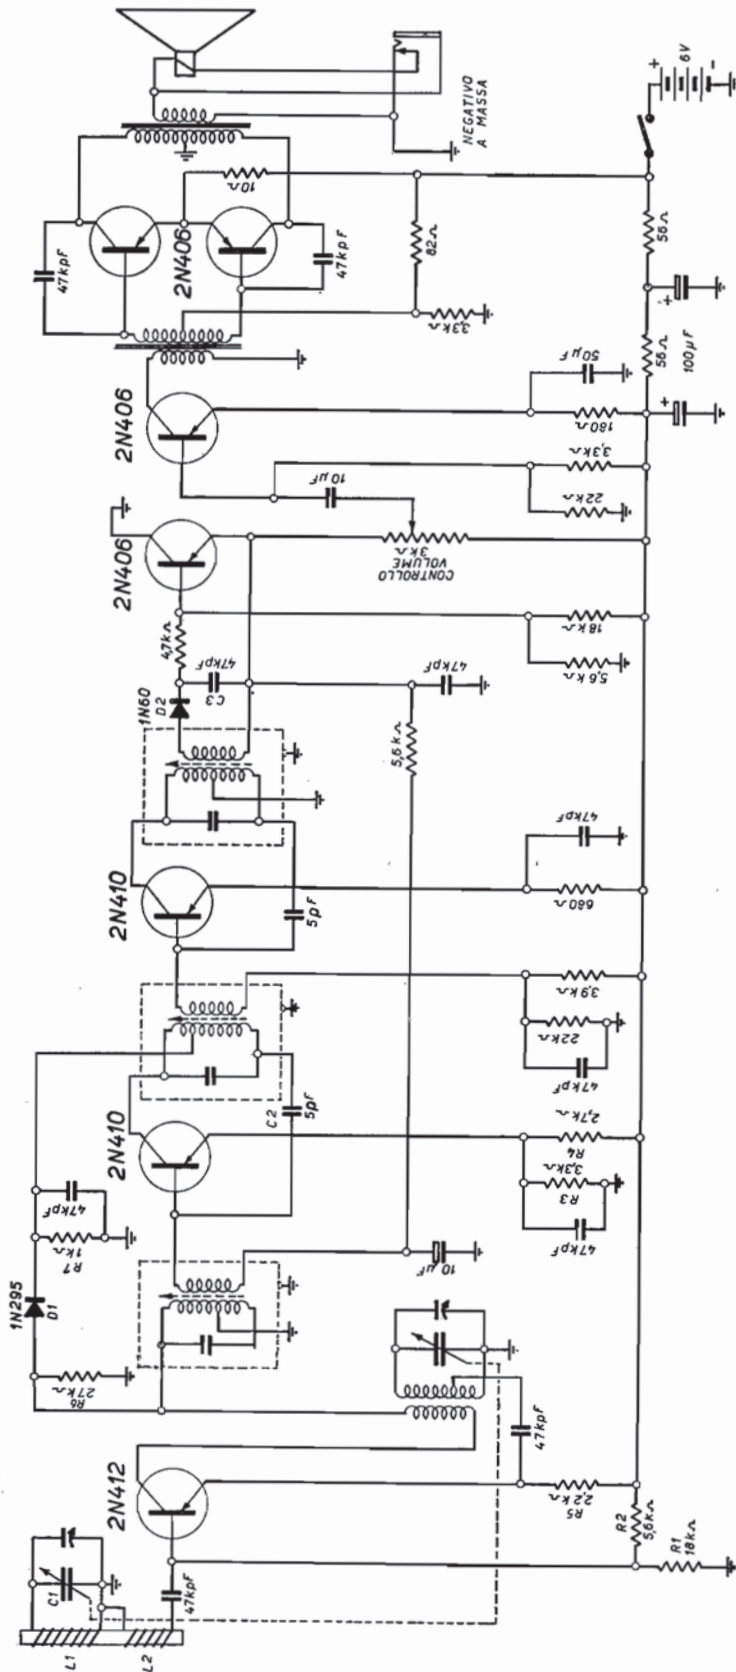 L1
L2
C1
47kpF
2N412
R1
18kΩ
R2
5,6kΩ
R5
2,2kΩ
47kpF
R6
27kΩ
1N295
D1
R7
1kΩ
47kpF
10µF
2N410
C2
5pF
47kpF
R3
3,3kΩ
R4
2,7kΩ
2N410
5pF
47kpF
22kΩ
3,9kΩ
680Ω
47kpF
1N60
D2
C3
47kpF
4,7kΩ
5,6kΩ
47kpF
2N406
5,6kΩ
18kΩ
CONTROLLO
VOLUME
3kΩ
10µF
2N406
22kΩ
3,3kΩ
180Ω
50µF
2N406
47kpF
47kpF
10Ω
82Ω
3,3kΩ
56Ω
100µF
56Ω
NEGATIVO
A MASSA
+
+
+
6V
-